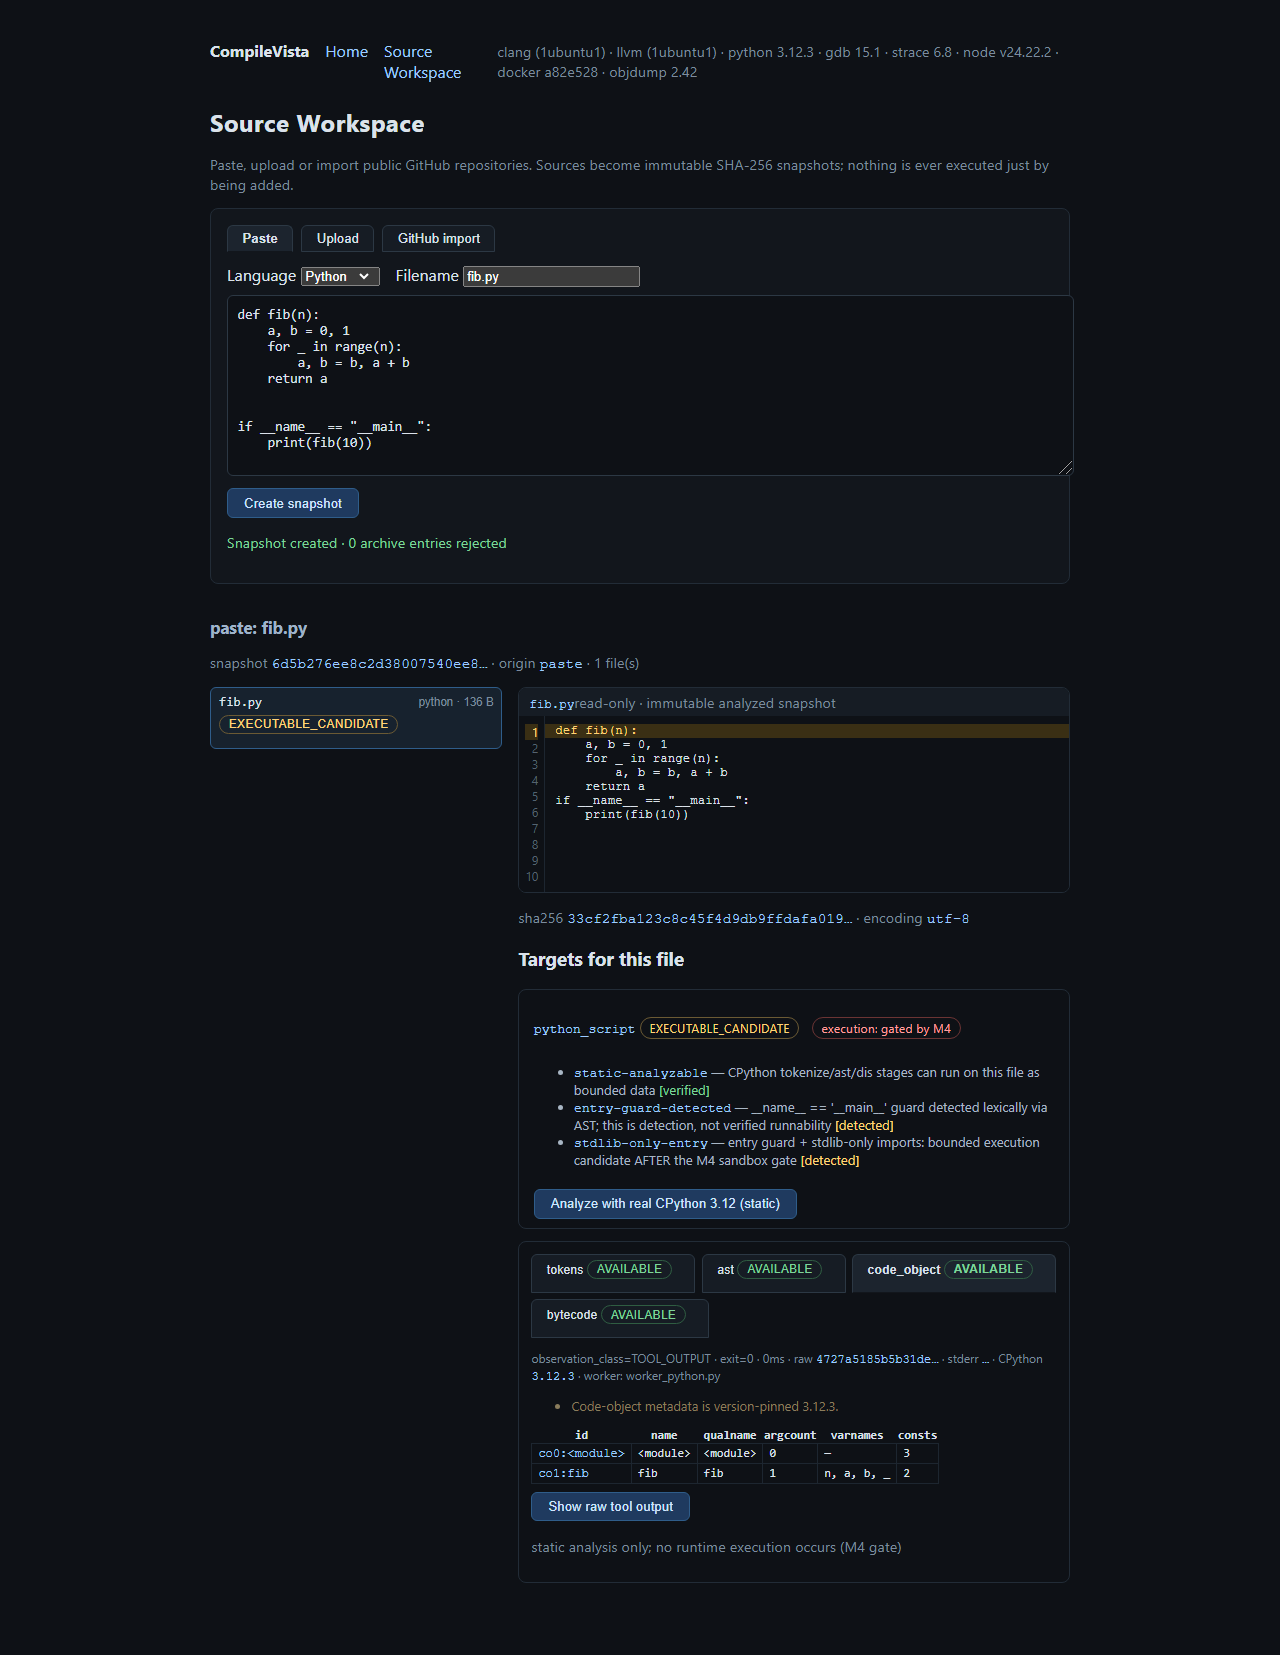 CompileVista Home Source Workspace
clang (1ubuntu1) · llvm (1ubuntu1) · python 3.12.3 · gdb 15.1 · strace 6.8 · node v24.22.2 ·
docker a82e528 · objdump 2.42
Source Workspace
Paste, upload or import public GitHub repositories. Sources become immutable SHA-256 snapshots; nothing is ever executed just by
being added.
Paste Upload GitHub import
Language Python Filename fib.py
def fib(n):
    a, b = 0, 1
    for _ in range(n):
        a, b = b, a + b
    return a
if __name__ == "__main__":
    print(fib(10))
Create snapshot
Snapshot created · 0 archive entries rejected
paste: fib.py
snapshot 6d5b276ee8c2d38007540ee8… · origin paste · 1 file(s)
fib.py python · 136 B
EXECUTABLE_CANDIDATE
fib.pyread-only · immutable analyzed snapshot
1 def fib(n):
2     a, b = 0, 1
3     for _ in range(n):
4         a, b = b, a + b
5     return a
6 if __name__ == "__main__":
7     print(fib(10))
8
9
10
sha256 33cf2fba123c8c45f4d9db9ffdafa019… · encoding utf-8
Targets for this file
python_script EXECUTABLE_CANDIDATE execution: gated by M4
• static-analyzable — CPython tokenize/ast/dis stages can run on this file as
bounded data [verified]
• entry-guard-detected — __name__ == '__main__' guard detected lexically via
AST; this is detection, not verified runnability [detected]
• stdlib-only-entry — entry guard + stdlib-only imports: bounded execution
candidate AFTER the M4 sandbox gate [detected]
Analyze with real CPython 3.12 (static)
tokens AVAILABLE ast AVAILABLE code_object AVAILABLE
bytecode AVAILABLE
observation_class=TOOL_OUTPUT · exit=0 · 0ms · raw 4727a5185b5b31de… · stderr … · CPython
3.12.3 · worker: worker_python.py
• Code-object metadata is version-pinned 3.12.3.
id name qualname argcount varnames consts
co0:<module> <module> <module> 0 — 3
co1:fib fib fib 1 n, a, b, _ 2
Show raw tool output
static analysis only; no runtime execution occurs (M4 gate)